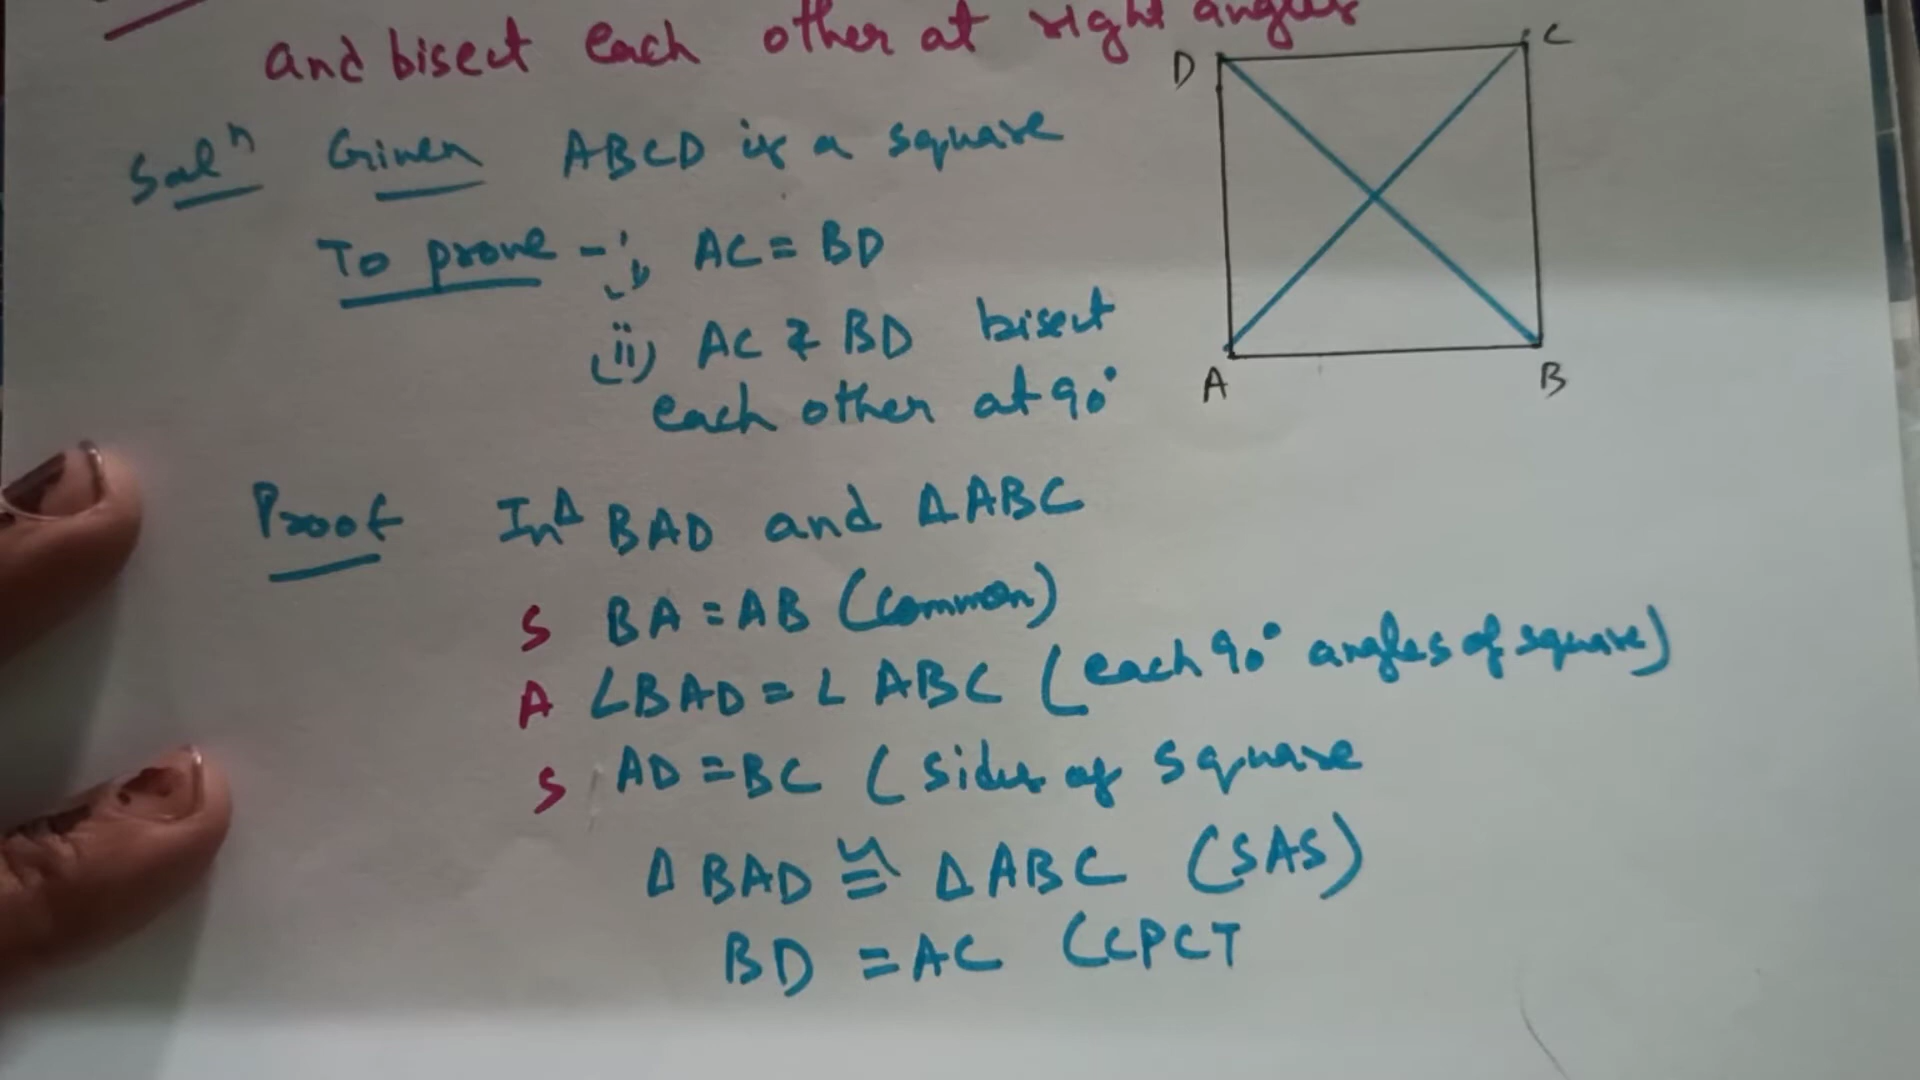 and bisect each other at right angles
D
C
Solⁿ Given ABCD is a square
To prove - i) AC = BD
(ii) AC & BD bisect
each other at 90°
A
B
Proof In Δ BAD and Δ ABC
S BA = AB (Common)
A ∠BAD = ∠ ABC (each 90° angles of square)
S AD = BC (Sides of square
Δ BAD ≅ Δ ABC (SAS)
BD = AC (CPCT